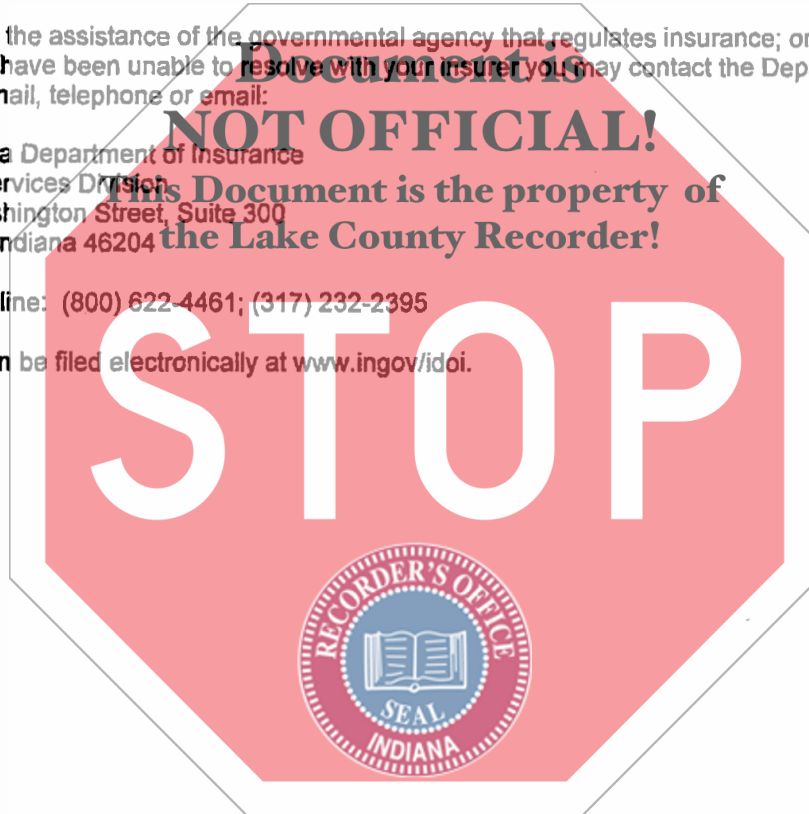 the assistance of the governmental agency that regulates insurance; or
have been unable to resolve with your insurer you may contact the Dep
nail, telephone or email:
a Department of Insurance
rvices Division
hington Street, Suite 300
ndiana 46204
line: (800) 622-4461; (317) 232-2395
n be filed electronically at www.ingov/idoi.
Document is
NOT OFFICIAL!
This Document is the property of
the Lake County Recorder!
STOP
RECORDER'S OFFICE
SEAL
INDIANA